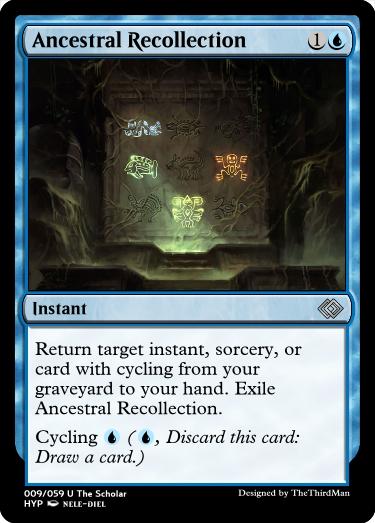 Ancestral Recollection 1
Instant
Return target instant, sorcery, or
card with cycling from your
graveyard to your hand. Exile
Ancestral Recollection.
Cycling (, Discard this card:
Draw a card.)
009/059 U The Scholar
HYP NELE-DIEL
Designed by TheThirdMan